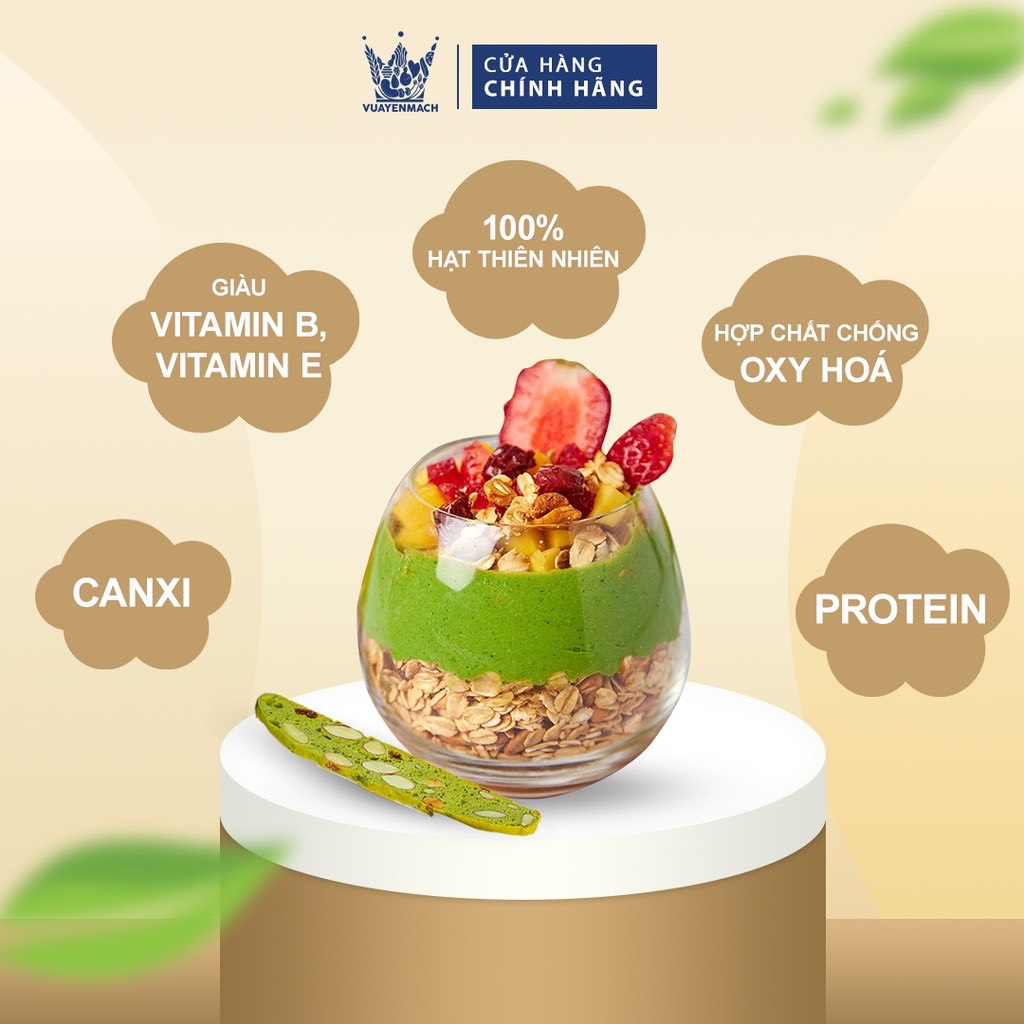 VUAYENMACH
CỬA HÀNG
CHÍNH HÃNG
100%
HẠT THIÊN NHIÊN
GIÀU
VITAMIN B,
VITAMIN E
HỢP CHẤT CHỐNG
OXY HOÁ
CANXI
PROTEIN